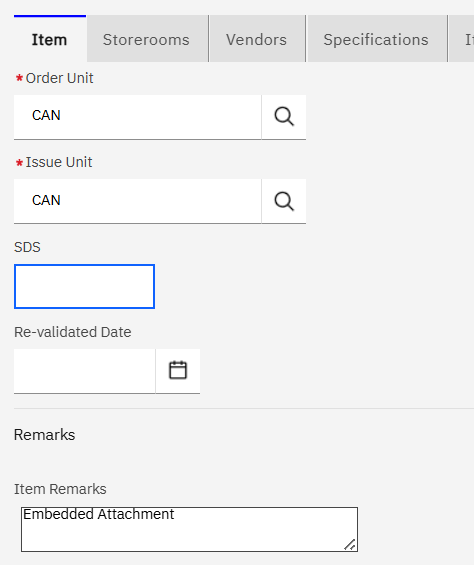 Item Storerooms Vendors Specifications
* Order Unit
CAN
* Issue Unit
CAN
SDS
Re-validated Date
Remarks
Item Remarks
Embedded Attachment